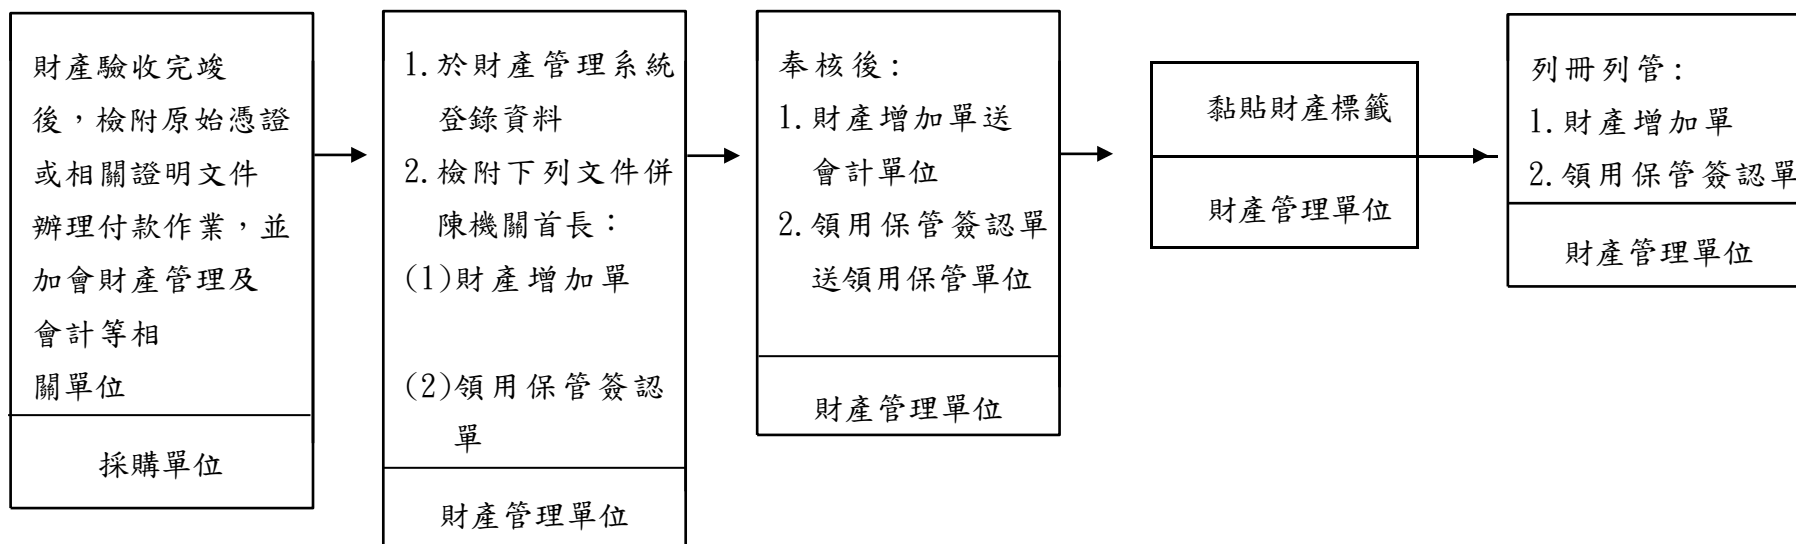 財產驗收完竣
後，檢附原始憑證
或相關證明文件
辦理付款作業，並
加會財產管理及
會計等相
關單位
採購單位
1.於財產管理系統
登錄資料
2.檢附下列文件併
陳機關首長：
(1)財產增加單
(2)領用保管簽認
單
財產管理單位
奉核後：
1.財產增加單送
會計單位
2.領用保管簽認單
送領用保管單位
財產管理單位
黏貼財產標籤
財產管理單位
列冊列管：
1.財產增加單
2.領用保管簽認單
財產管理單位